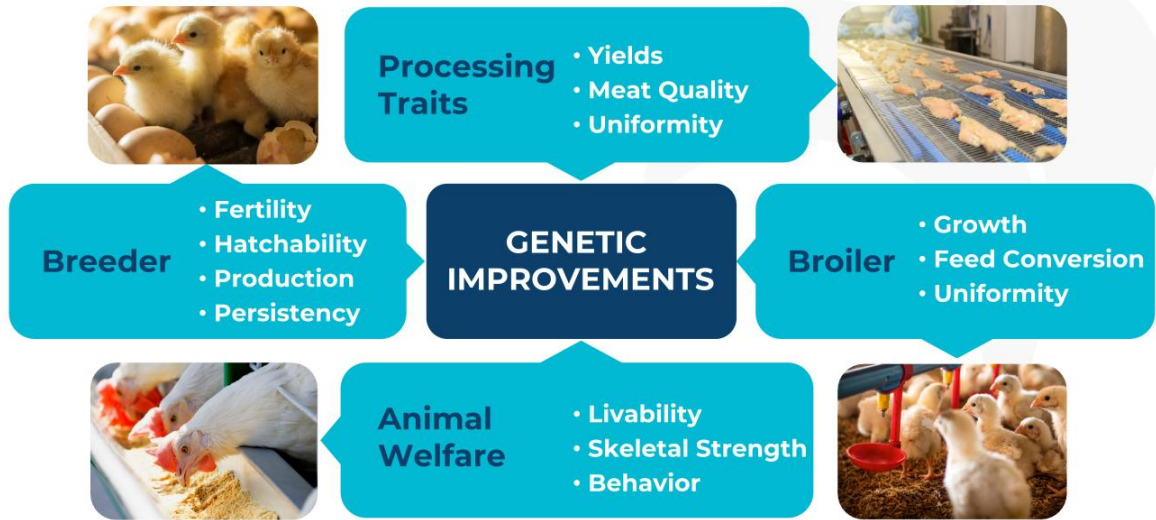 Processing
Traits
• Yields
• Meat Quality
• Uniformity
Breeder
• Fertility
• Hatchability
• Production
• Persistency
GENETIC
IMPROVEMENTS
Broiler
• Growth
• Feed Conversion
• Uniformity
Animal
Welfare
• Livability
• Skeletal Strength
• Behavior